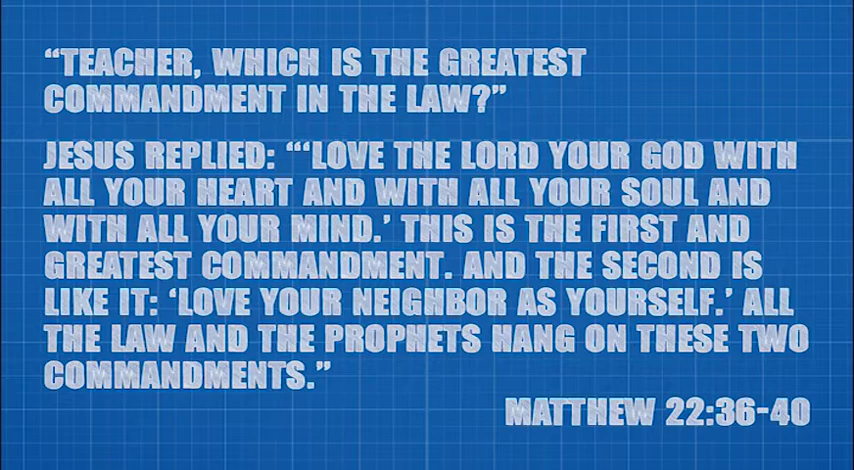 “TEACHER, WHICH IS THE GREATEST
COMMANDMENT IN THE LAW?”
JESUS REPLIED: “‘LOVE THE LORD YOUR GOD WITH
ALL YOUR HEART AND WITH ALL YOUR SOUL AND
WITH ALL YOUR MIND.’ THIS IS THE FIRST AND
GREATEST COMMANDMENT. AND THE SECOND IS
LIKE IT: ‘LOVE YOUR NEIGHBOR AS YOURSELF.’ ALL
THE LAW AND THE PROPHETS HANG ON THESE TWO
COMMANDMENTS.”
MATTHEW 22:36-40